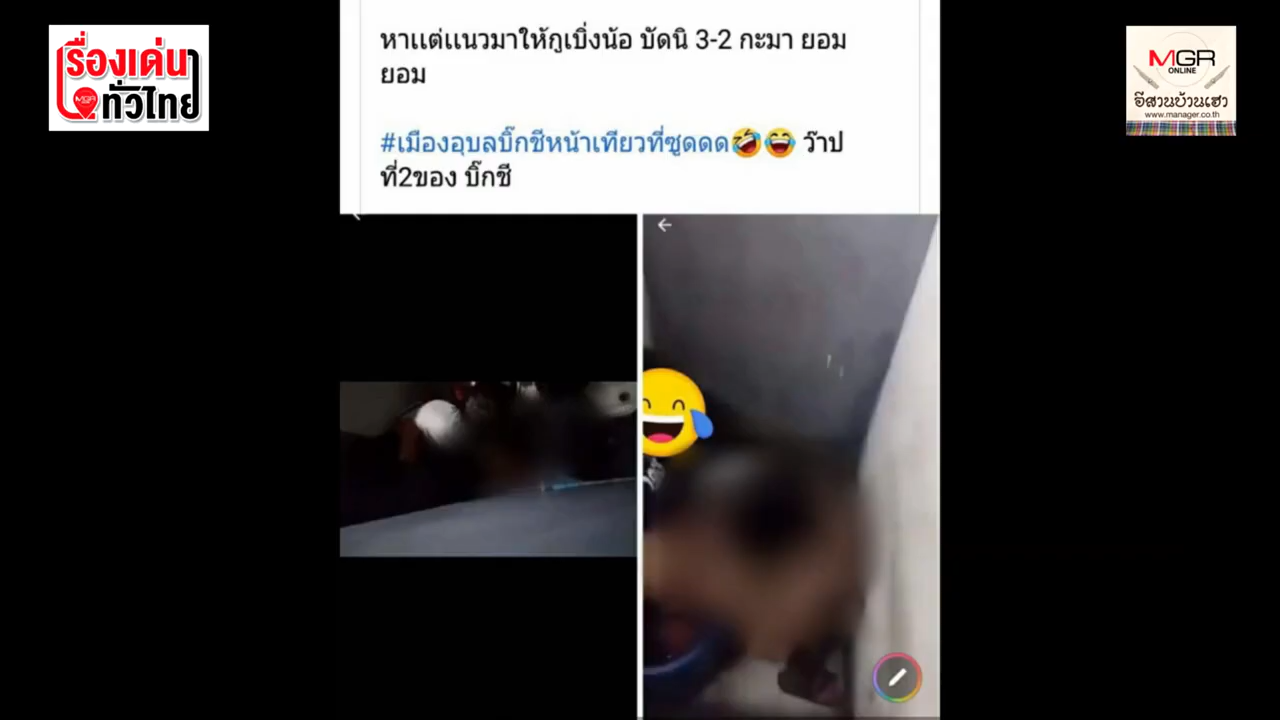 เรื่องเด่น
MGR
ทั่วไทย
หาแต่แนวมาให้กูเบิ่งน้อ บัดนิ 3-2 กะมา ยอม
ยอม
#เมืองอุบลบิ๊กชีหน้าเทียวที่ซูดดด🤣😂 ว๊าป
ที่2ของ บิ๊กชี
MGR
ONLINE
อีสานบ้านเฮา
www.manager.co.th